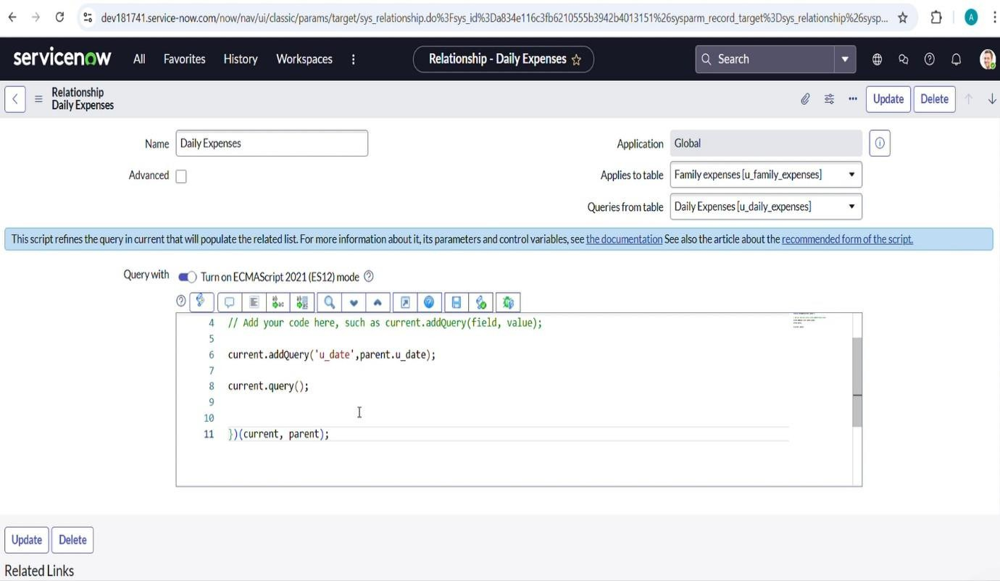 dev181741.service-now.com/now/nav/ui/classic/params/target/sys_relationship.do%3Fsys_id%3Da834e116c3fb6210555b3942b4013151%26sysparm_record_target%3Dsys_relationship%26sysp...
A
servicenow All Favorites History Workspaces Relationship - Daily Expenses Search
Relationship
Daily Expenses
Update Delete
Name Daily Expenses Application Global
Advanced Applies to table Family expenses [u_family_expenses]
Queries from table Daily Expenses [u_daily_expenses]
This script refines the query in current that will populate the related list. For more information about it, its parameters and control variables, see the documentation See also the article about the recommended form of the script.
Query with Turn on ECMAScript 2021 (ES12) mode
4 // Add your code here, such as current.addQuery(field, value);
5
6 current.addQuery('u_date',parent.u_date);
7
8 current.query();
9
10
11 })(current, parent);
Update Delete
Related Links